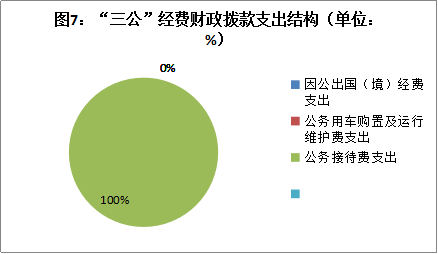 图7：“三公”经费财政拨款支出结构（单位：
%）
0%
100%
因公出国（境）经费
支出
公务用车购置及运行
维护费支出
公务接待费支出